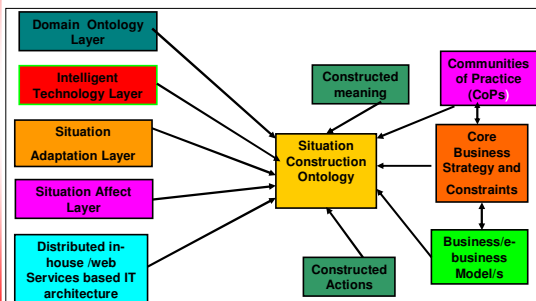 Domain Ontology
Layer
Intelligent
Technology Layer
Situation
Adaptation Layer
Situation Affect
Layer
Distributed in-
house /web
Services based IT
architecture
Constructed
meaning
Situation
Construction
Ontology
Constructed
Actions
Communities
of Practice
(CoPs)
Core
Business
Strategy and
Constraints
Business/e-
business
Model/s